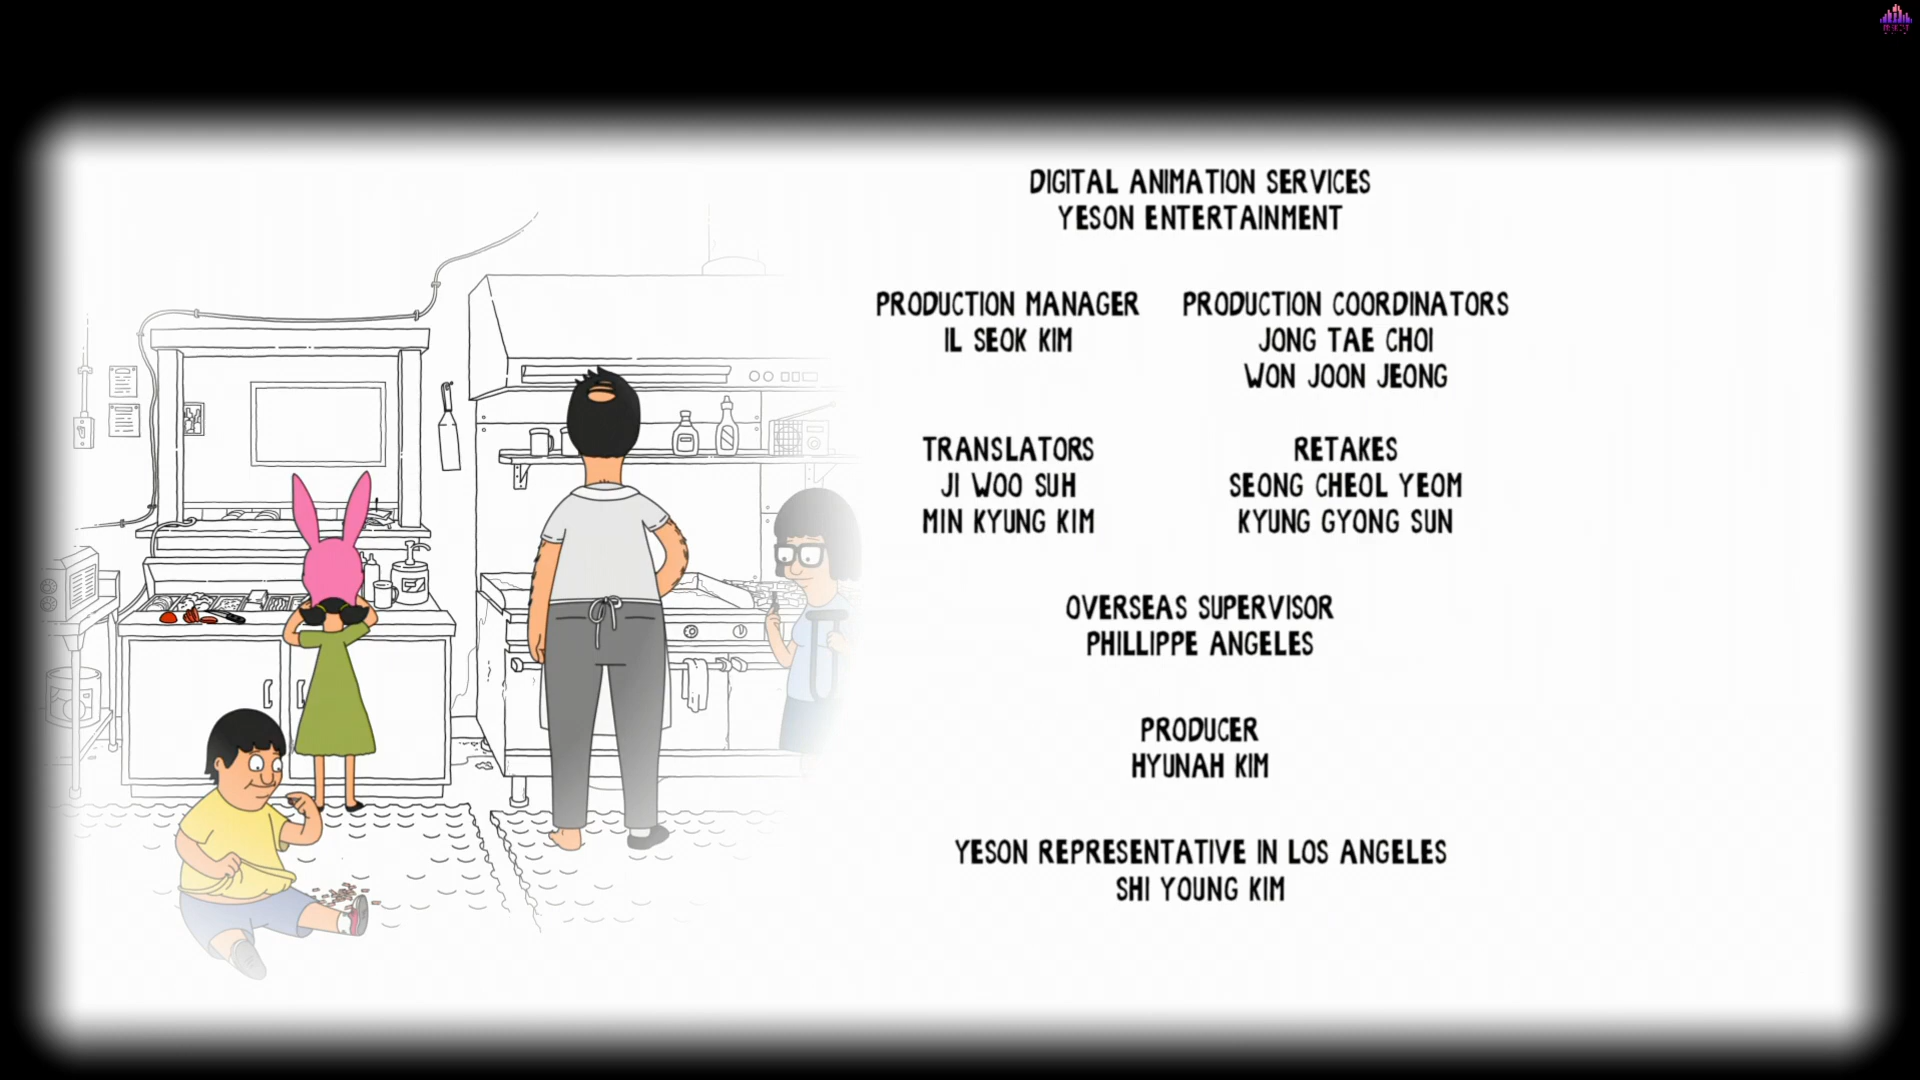 DIGITAL ANIMATION SERVICES
YESON ENTERTAINMENT
PRODUCTION MANAGER
IL SEOK KIM
PRODUCTION COORDINATORS
JONG TAE CHOI
WON JOON JEONG
TRANSLATORS
JI WOO SUH
MIN KYUNG KIM
RETAKES
SEONG CHEOL YEOM
KYUNG GYONG SUN
OVERSEAS SUPERVISOR
PHILLIPPE ANGELES
PRODUCER
HYUNAH KIM
YESON REPRESENTATIVE IN LOS ANGELES
SHI YOUNG KIM